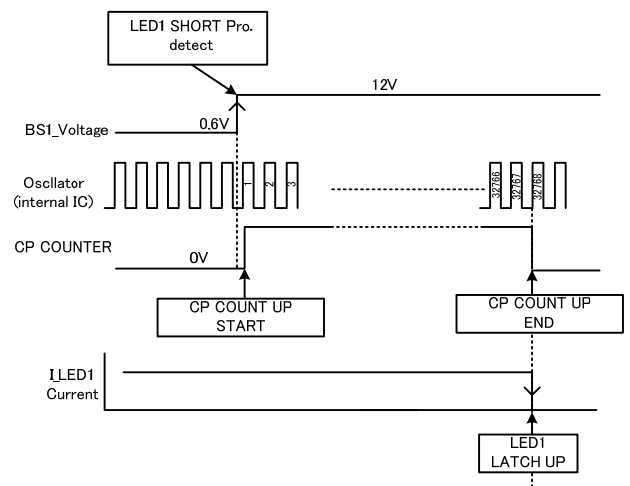 LED1 SHORT Pro.
detect
12V
BS1_Voltage
0.6V
Oscllator
(internal IC)
1
2
3
32766
32767
32768
CP COUNTER
0V
CP COUNT UP
START
CP COUNT UP
END
I_LED1
Current
LED1
LATCH UP